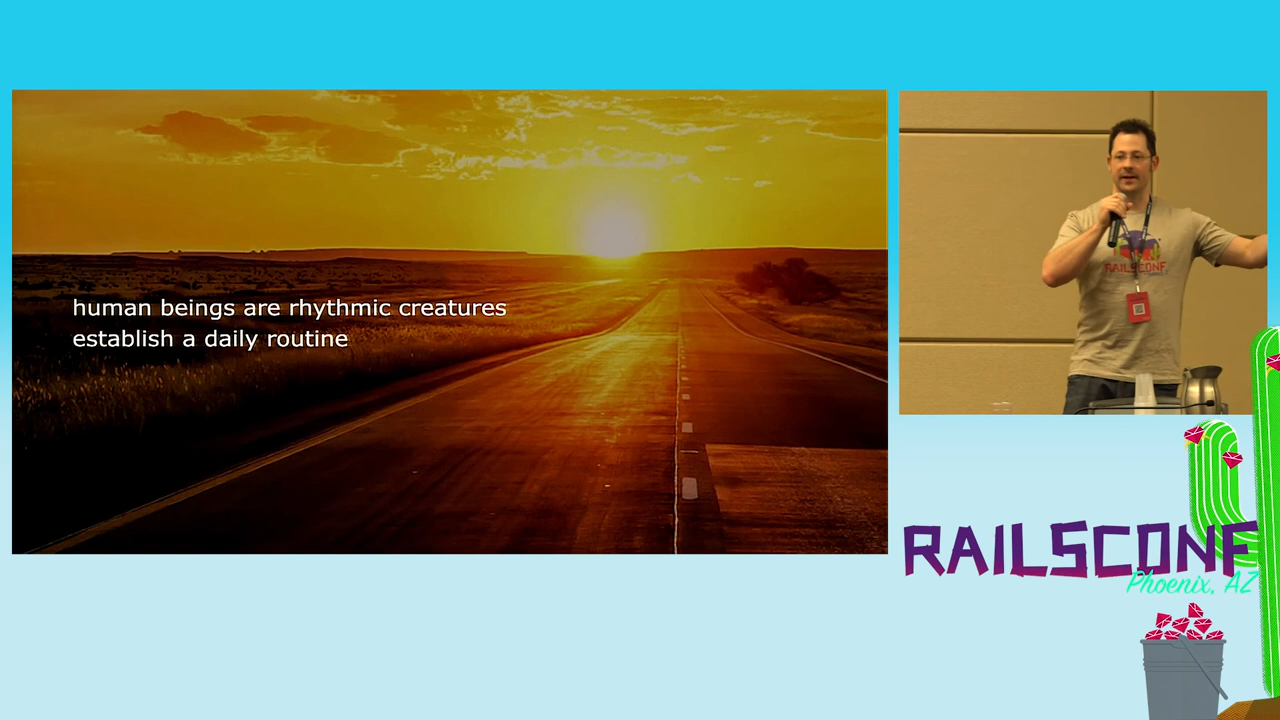 human beings are rhythmic creatures
establish a daily routine
RAILSCONF
RAILSCONF
Phoenix, AZ